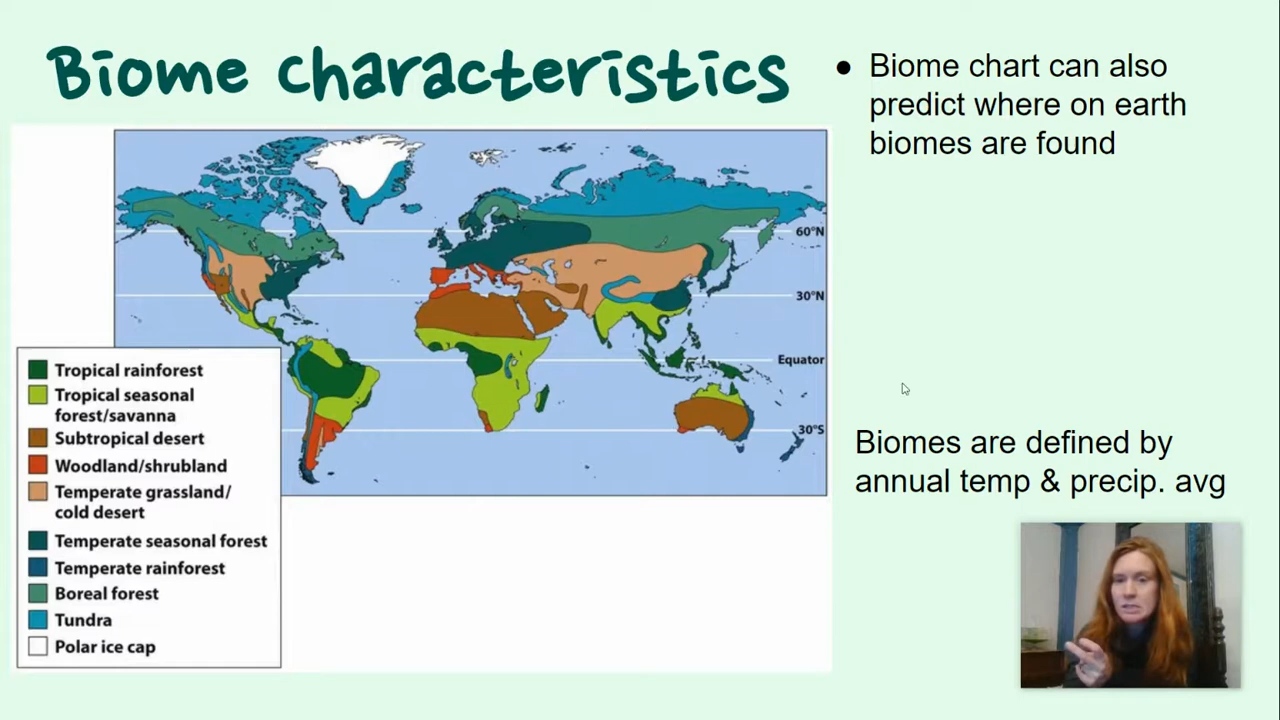 Biome characteristics
● Biome chart can also
predict where on earth
biomes are found
60°N
30°N
Equator
30°S
Tropical rainforest
Tropical seasonal
forest/savanna
Subtropical desert
Woodland/shrubland
Temperate grassland/
cold desert
Temperate seasonal forest
Temperate rainforest
Boreal forest
Tundra
Polar ice cap
Biomes are defined by
annual temp & precip. avg